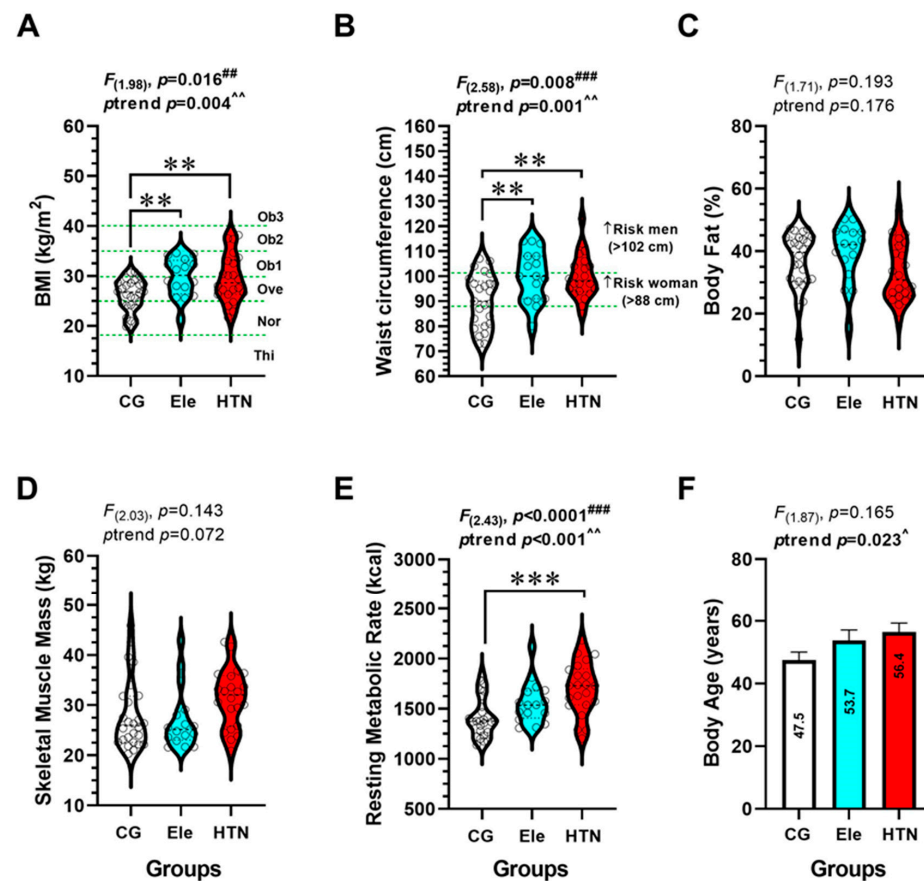 A
F(1.98), p=0.016##
ptrend p=0.004^^
BMI (kg/m²)
60
50
40
30
20
10
**
**
Ob3
Ob2
Ob1
Ove
Nor
Thi
CG Ele HTN
B
F(2.58), p=0.008###
ptrend p=0.001^^
Waist circumference (cm)
160
150
140
130
120
110
100
90
80
70
60
**
**
↑Risk men
(>102 cm)
↑Risk woman
(>88 cm)
CG Ele HTN
C
F(1.71), p=0.193
ptrend p=0.176
Body Fat (%)
80
60
40
20
0
CG Ele HTN
D
F(2.03), p=0.143
ptrend p=0.072
Skeletal Muscle Mass (kg)
60
50
40
30
20
10
CG Ele HTN
Groups
E
F(2.43), p<0.0001###
ptrend p<0.001^^
Resting Metabolic Rate (kcal)
3000
2500
2000
1500
1000
500
***
CG Ele HTN
Groups
F
F(1.87), p=0.165
ptrend p=0.023^
Body Age (years)
80
60
40
20
0
47.5
53.7
56.4
CG Ele HTN
Groups